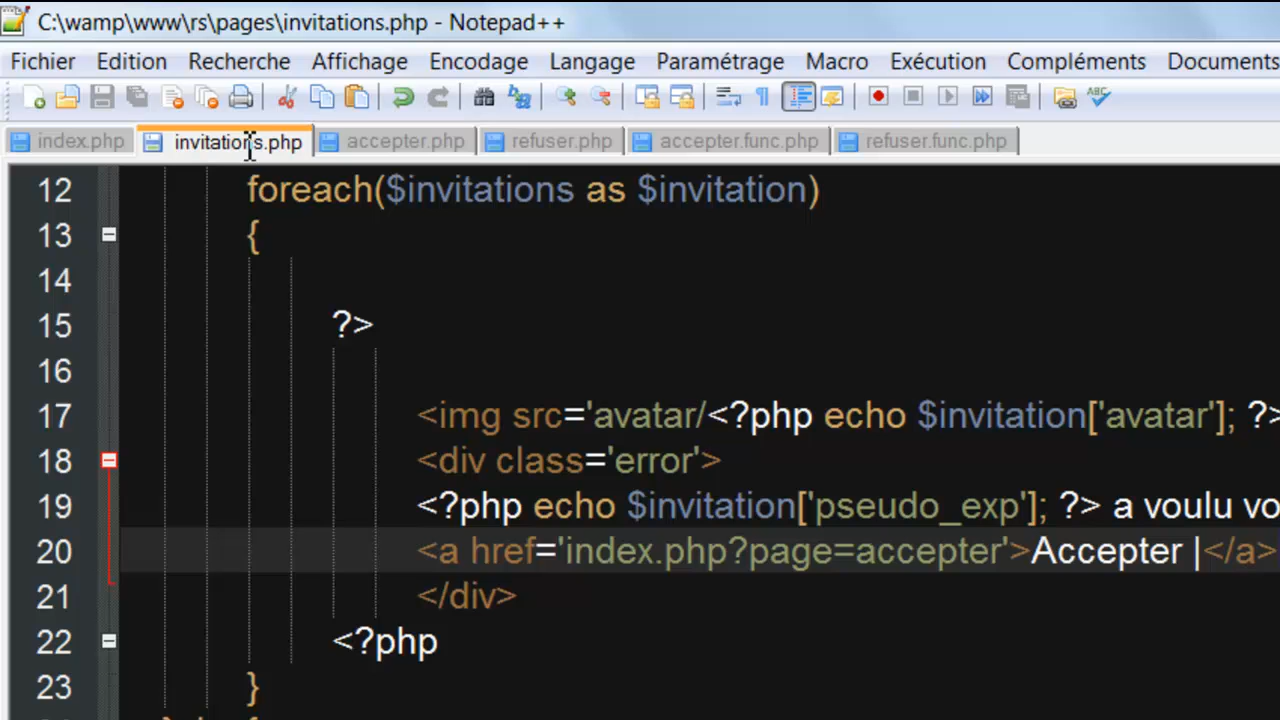 C:\wamp\www\rs\pages\invitations.php - Notepad++
Fichier Edition Recherche Affichage Encodage Langage Paramétrage Macro Exécution Compléments Documents
index.php invitations.php accepter.php refuser.php accepter.func.php refuser.func.php
12 foreach($invitations as $invitation)
13 {
14
15 ?>
16
17 <img src='avatar/<?php echo $invitation['avatar']; ?>
18 <div class='error'>
19 <?php echo $invitation['pseudo_exp']; ?> a voulu vo
20 <a href='index.php?page=accepter'>Accepter |</a>
21 </div>
22 <?php
23 }